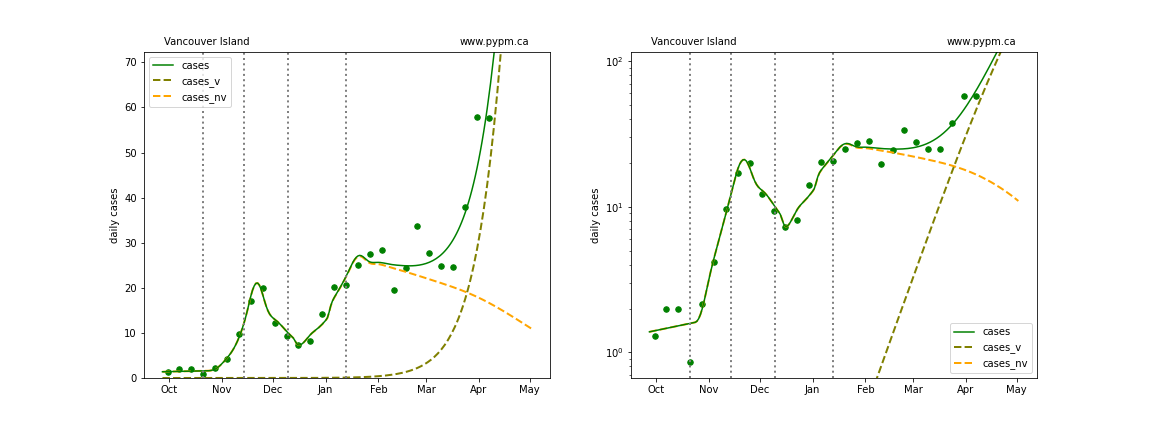 Vancouver Island www.pypm.ca
70
60
50
40
30
20
10
0
daily cases
cases
cases_v
cases_nv
Oct Nov Dec Jan Feb Mar Apr May
Vancouver Island www.pypm.ca
10²
10¹
10⁰
daily cases
cases
cases_v
cases_nv
Oct Nov Dec Jan Feb Mar Apr May